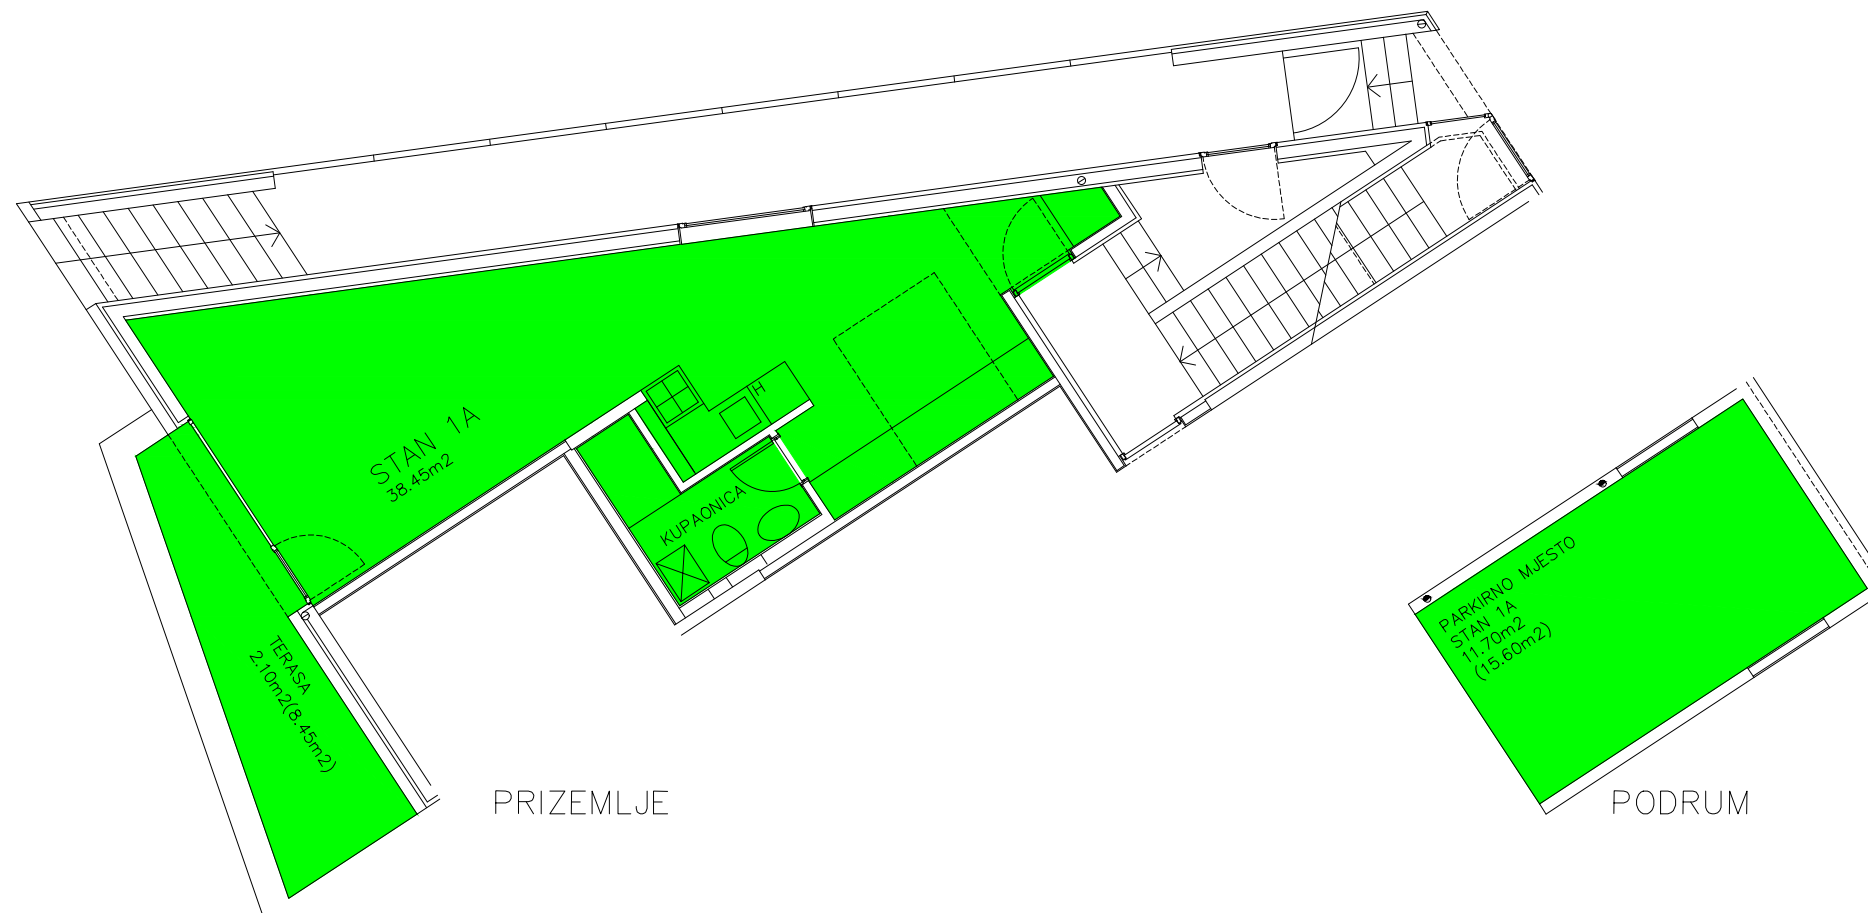 STAN 1A
38.45m2
H
KUPAONICA
TERASA
2.10m2(8.45m2)
PRIZEMLJE
PARKIRNO MJESTO
STAN 1A
11.70m2
(15.60m2)
PODRUM